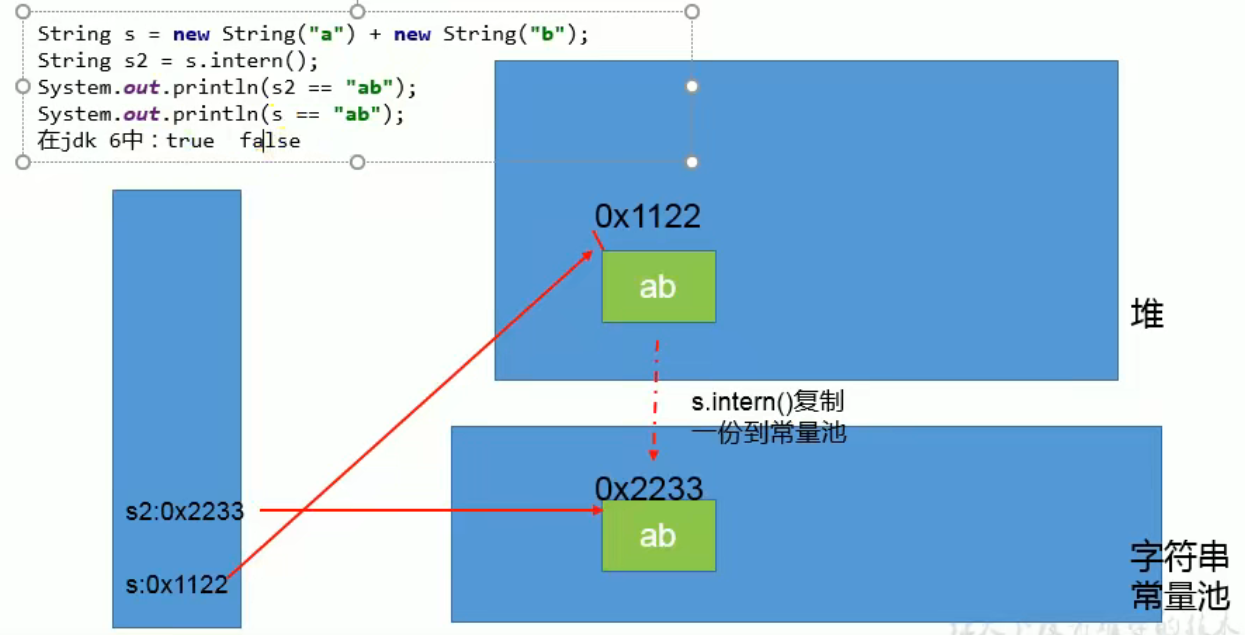 String s = new String("a") + new String("b");
String s2 = s.intern();
System.out.println(s2 == "ab");
System.out.println(s == "ab");
在jdk 6中：true  false
0x1122
ab
堆
s.intern()复制
一份到常量池
0x2233
ab
s2:0x2233
s:0x1122
字符串
常量池